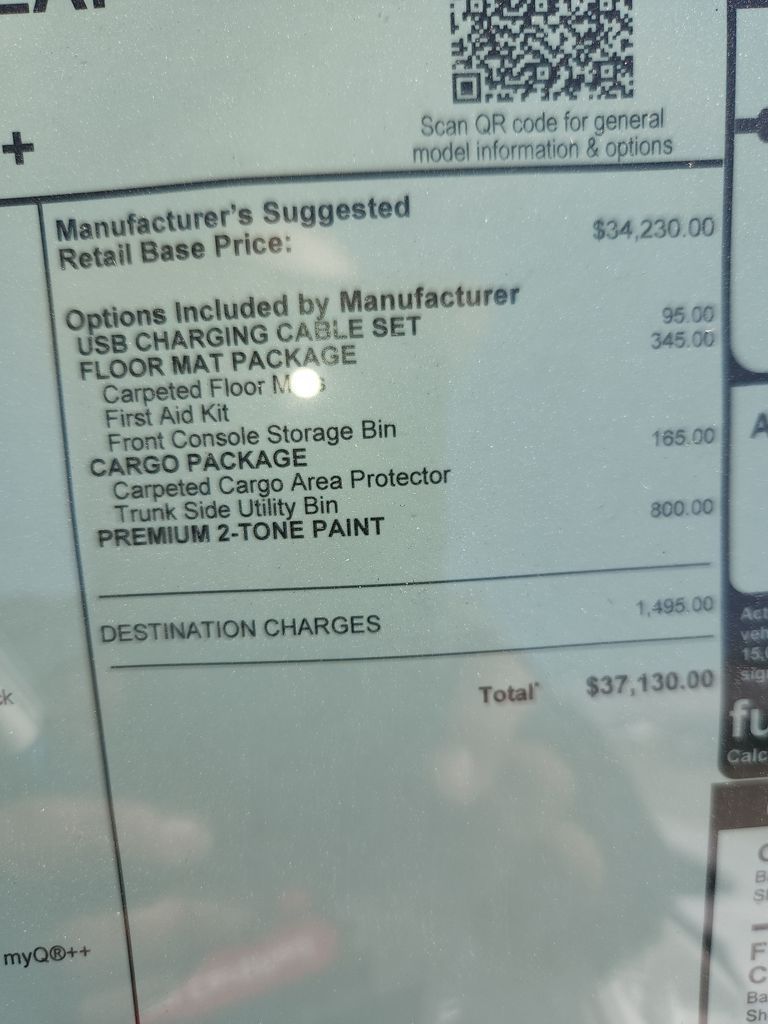 +
Scan QR code for general
model information & options
Manufacturer's Suggested
Retail Base Price: $34,230.00
Options Included by Manufacturer
USB CHARGING CABLE SET 95.00
FLOOR MAT PACKAGE 345.00
Carpeted Floor
First Aid Kit
Front Console Storage Bin
CARGO PACKAGE 165.00
Carpeted Cargo Area Protector
Trunk Side Utility Bin
PREMIUM 2-TONE PAINT 800.00
DESTINATION CHARGES 1,495.00
Total* $37,130.00
myQ®++